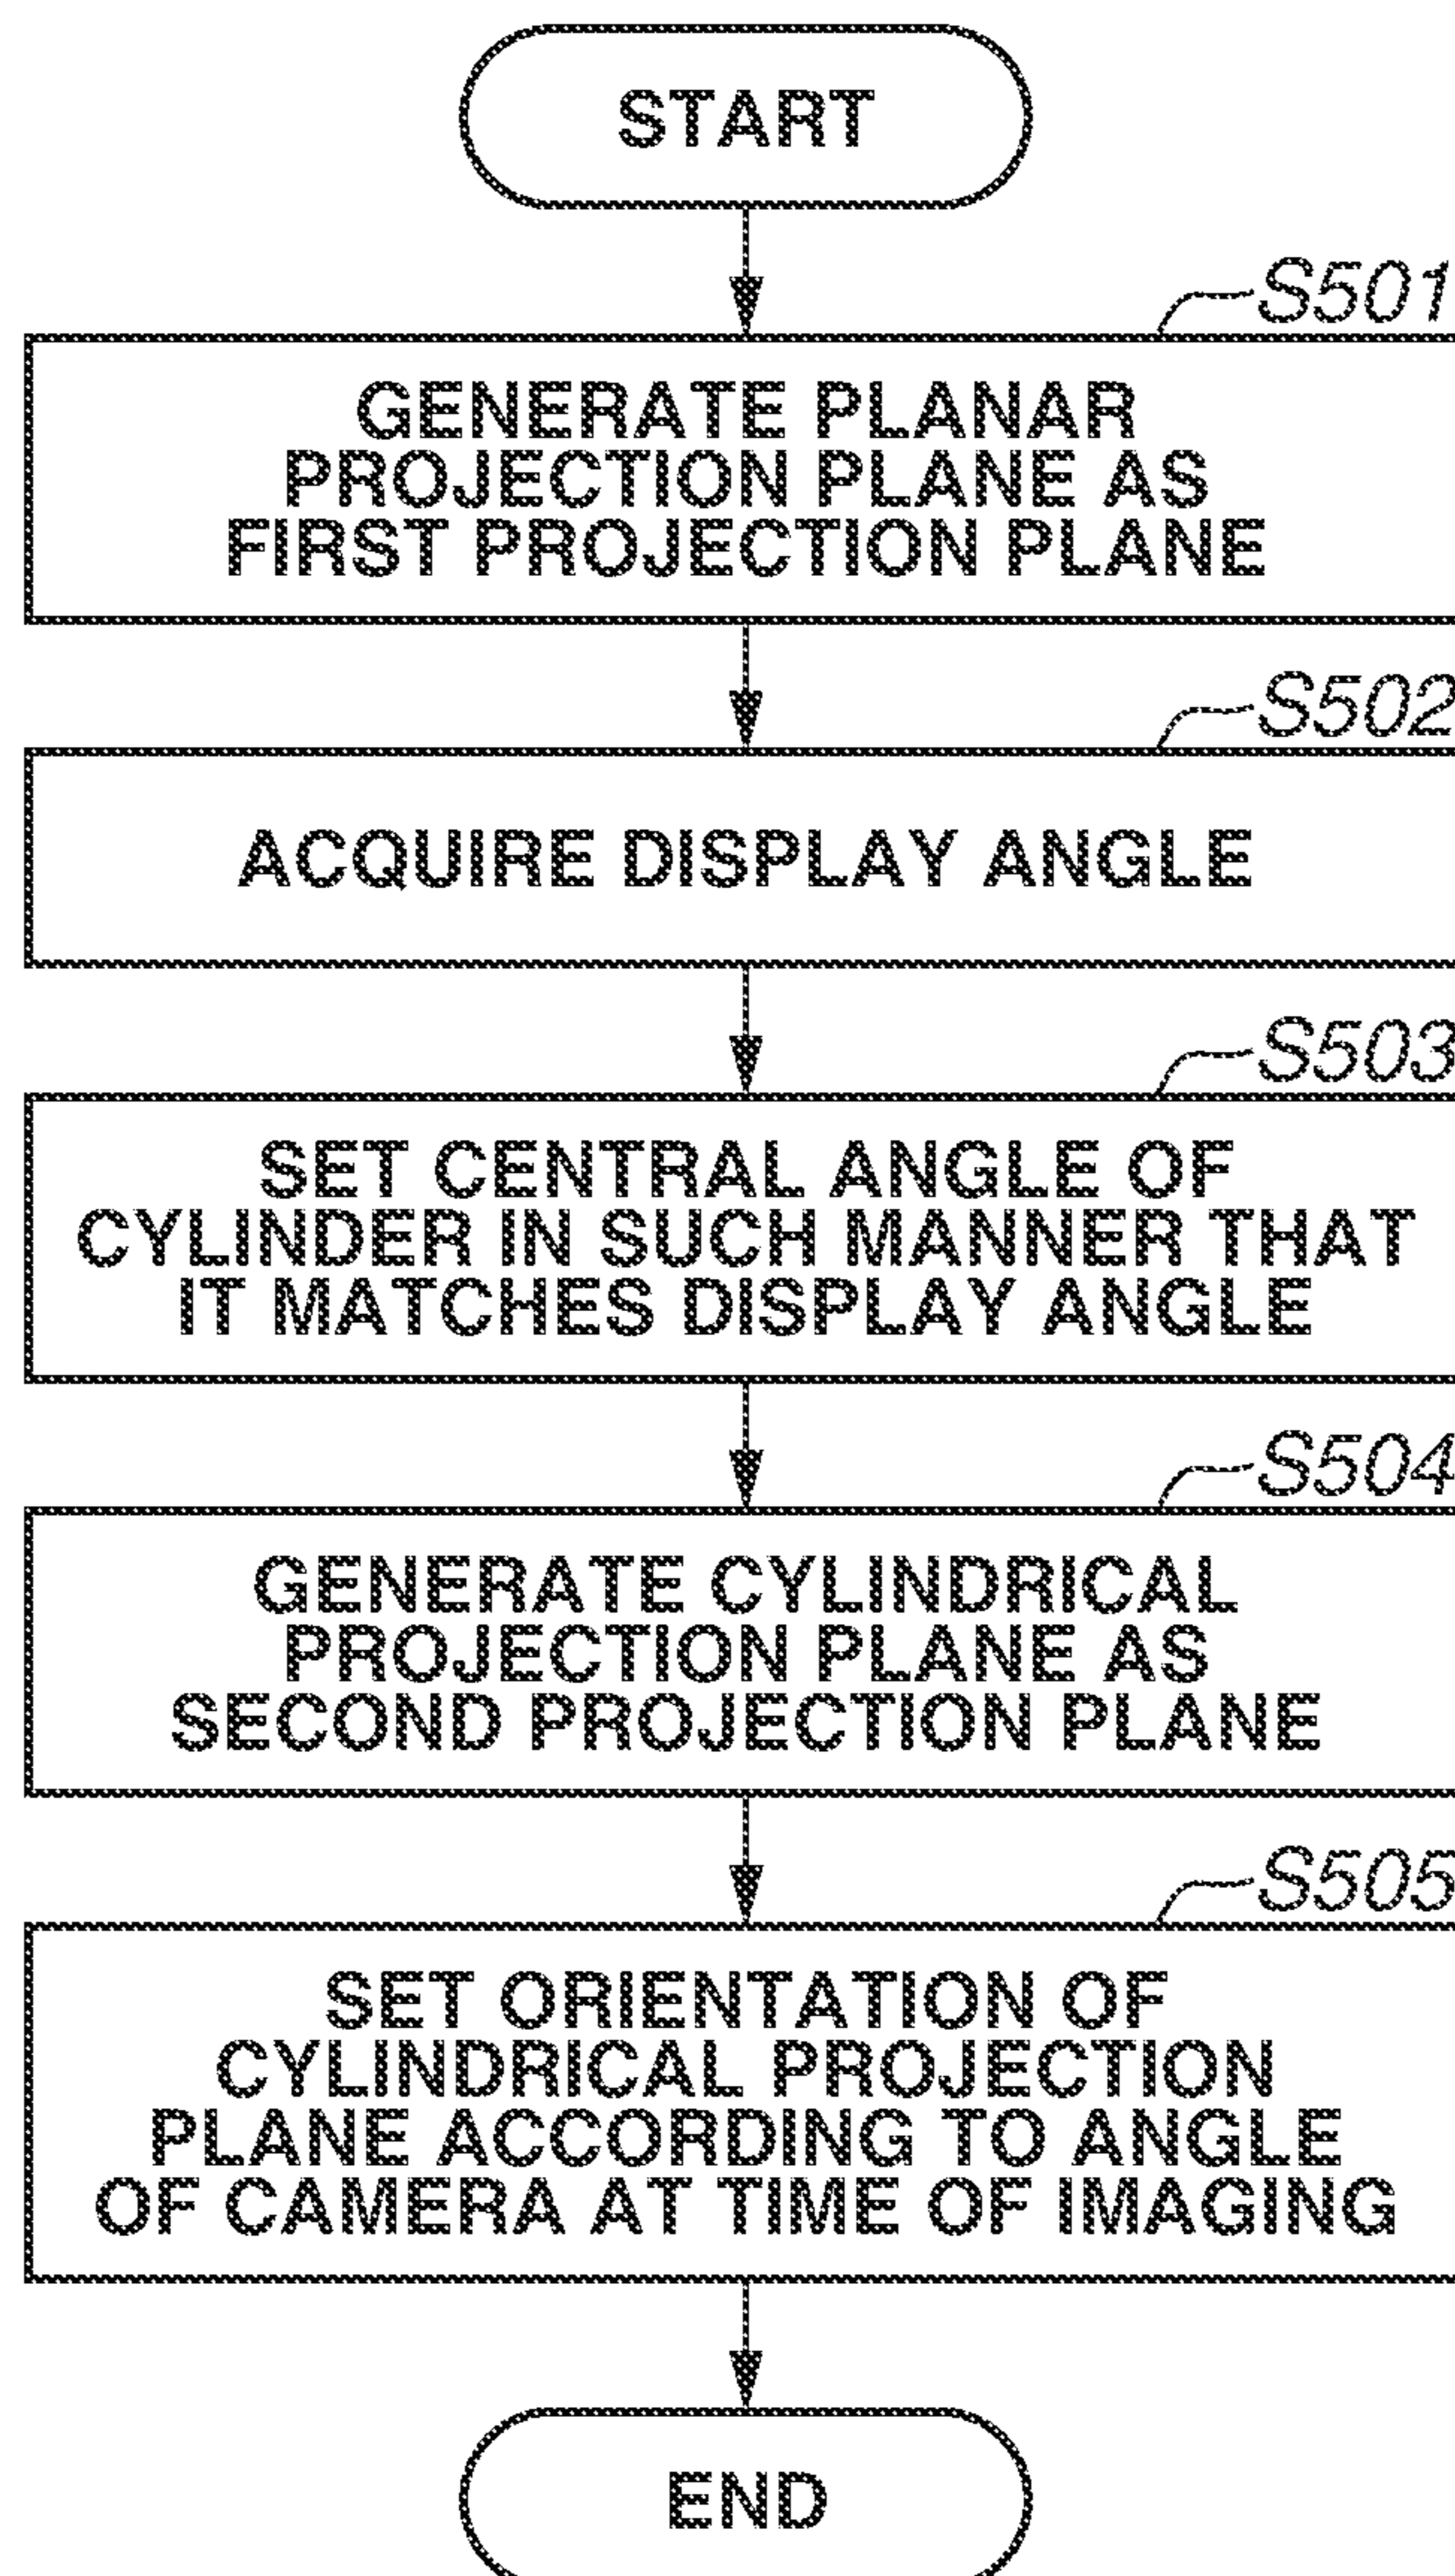 START
S501
GENERATE PLANAR
PROJECTION PLANE AS
FIRST PROJECTION PLANE
S502
ACQUIRE DISPLAY ANGLE
S503
SET CENTRAL ANGLE OF
CYLINDER IN SUCH MANNER THAT
IT MATCHES DISPLAY ANGLE
S504
GENERATE CYLINDRICAL
PROJECTION PLANE AS
SECOND PROJECTION PLANE
S505
SET ORIENTATION OF
CYLINDRICAL PROJECTION
PLANE ACCORDING TO ANGLE
OF CAMERA AT TIME OF IMAGING
END